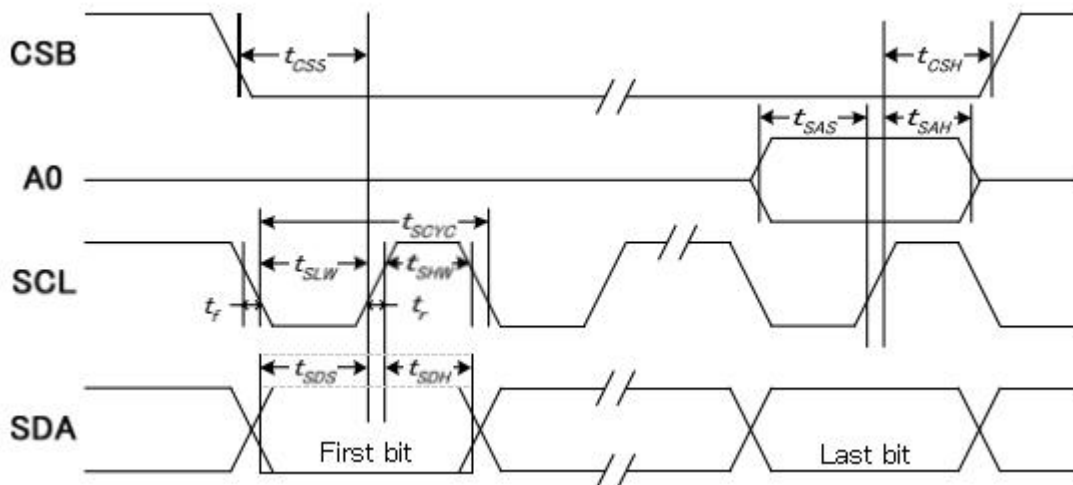 CSB
tCSS
tCSH
A0
tSAS
tSAH
tSCYC
SCL
tSLW
tSHW
tf
tr
SDA
tSDS
tSDH
First bit
Last bit